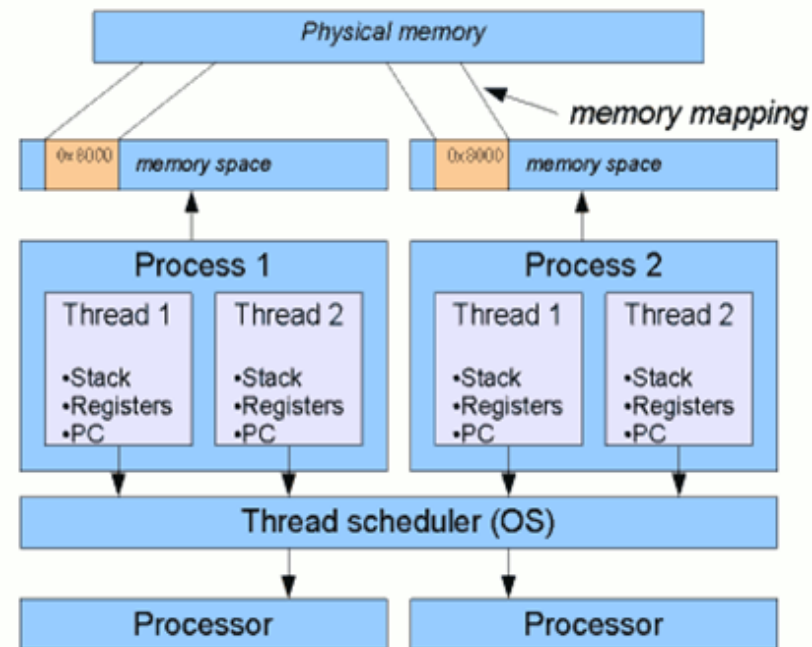 Physical memory
memory mapping
0x8000 memory space
0x8000 memory space
Process 1
Process 2
Thread 1
Thread 2
Thread 1
Thread 2
•Stack
•Registers
•PC
•Stack
•Registers
•PC
•Stack
•Registers
•PC
•Stack
•Registers
•PC
Thread scheduler (OS)
Processor
Processor